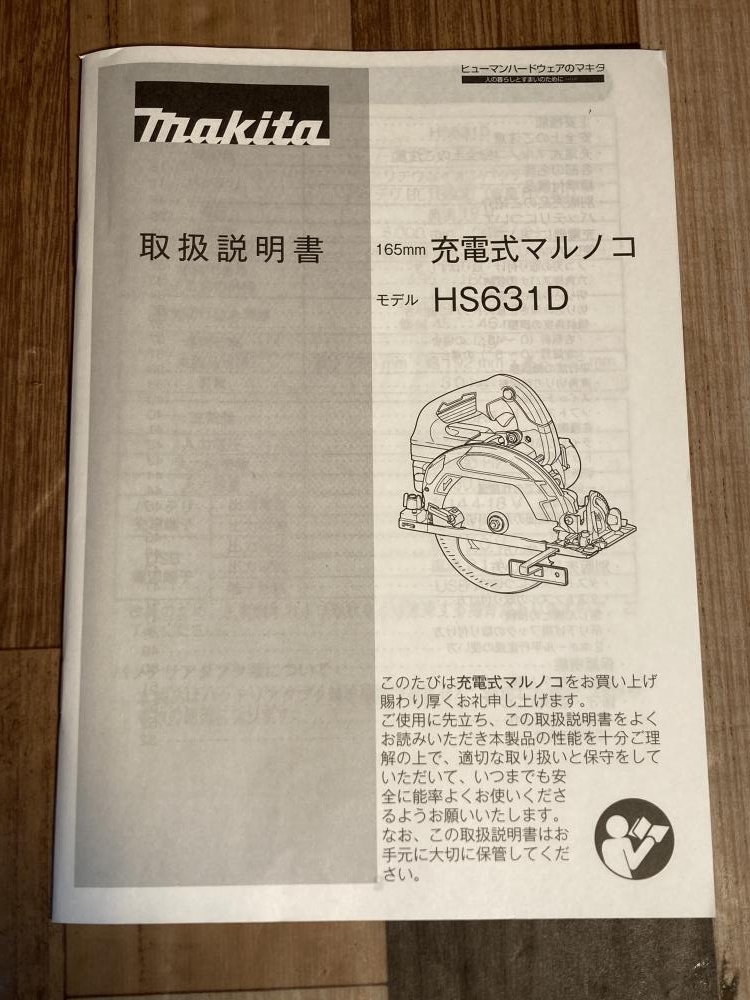 ヒューマンハードウェアのマキタ
人の暮らしとすまいのために……
makita
取扱説明書
165mm 充電式マルノコ
モデル HS631D
このたびは充電式マルノコをお買い上げ
賜わり厚くお礼申し上げます。
ご使用に先立ち、この取扱説明書をよく
お読みいただき本製品の性能を十分ご理
解の上で、適切な取り扱いと保守をして
いただいて、いつまでも安
全に能率よくお使いくださ
るようお願いいたします。
なお、この取扱説明書はお
手元に大切に保管してくだ
さい。